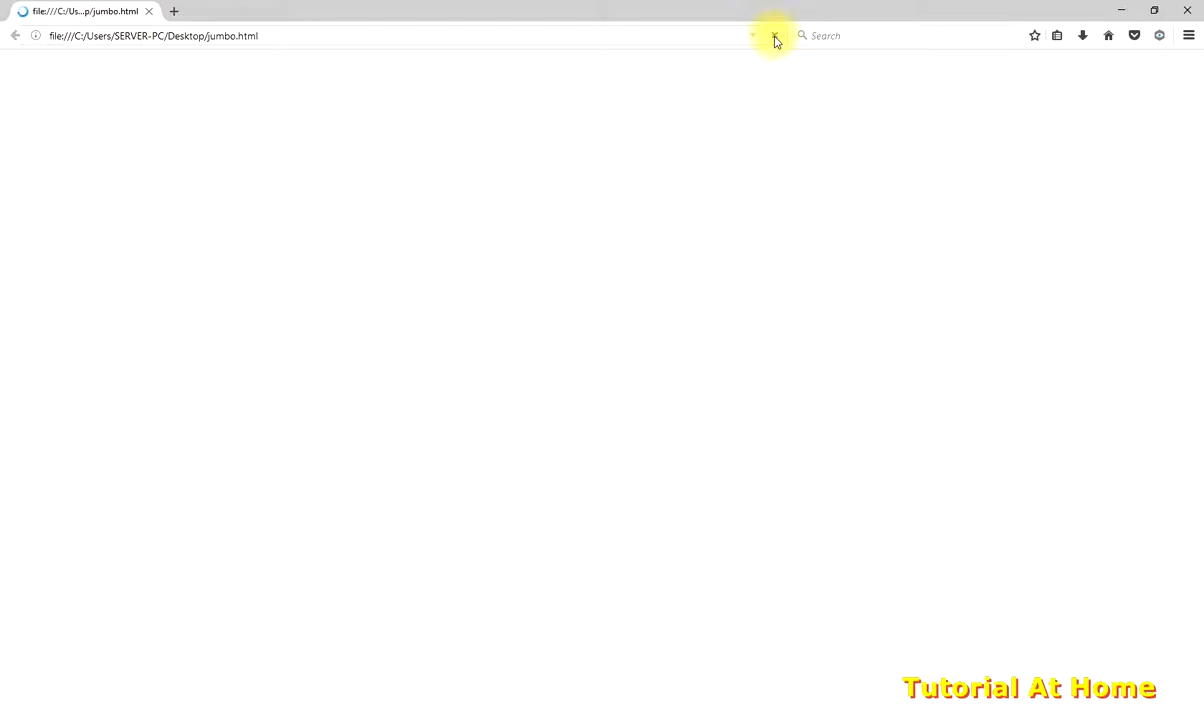 file:///C:/Us...p/jumbo.html
file:///C:/Users/SERVER-PC/Desktop/jumbo.html
Search
Tutorial At Home